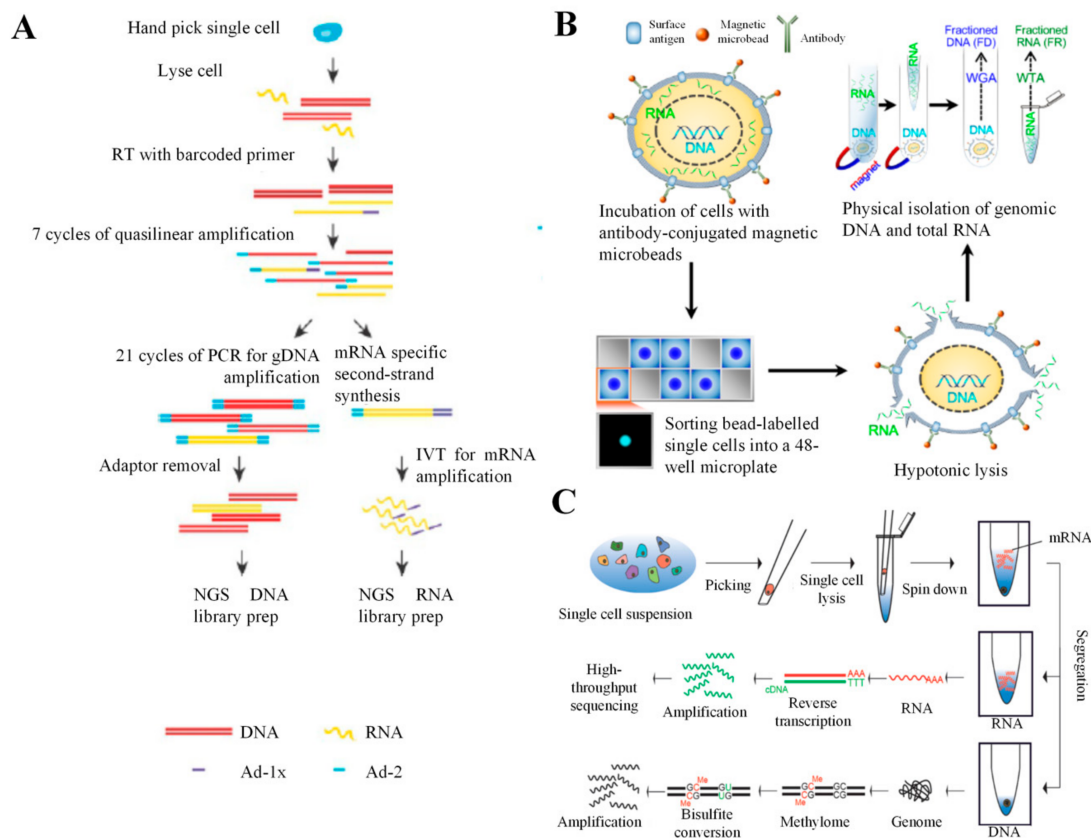 A
Hand pick single cell
Lyse cell
RT with barcoded primer
7 cycles of quasilinear amplification
21 cycles of PCR for gDNA
amplification
mRNA specific
second-strand
synthesis
Adaptor removal
IVT for mRNA
amplification
NGS DNA
library prep
NGS RNA
library prep
DNA
RNA
Ad-1x
Ad-2
B
Surface
antigen
Magnetic
microbead
Antibody
RNA
DNA
Incubation of cells with
antibody-conjugated magnetic
microbeads
Sorting bead-labelled
single cells into a 48-
well microplate
DNA
RNA
Hypotonic lysis
Fractioned
DNA (FD)
Fractioned
RNA (FR)
RNA
RNA
WGA
WTA
RNA
DNA
DNA
DNA
magnet
Physical isolation of genomic
DNA and total RNA
C
Single cell suspension
Picking
Single cell
lysis
Spin down
mRNA
Segregation
High-
throughput
sequencing
Amplification
cDNA
AAA
TTT
Reverse
transcription
AAA
RNA
RNA
Amplification
Me
GC GU
CG UG
Me
Bisulfite
conversion
Me
GC GC
CG CG
Me
Methylome
Genome
DNA